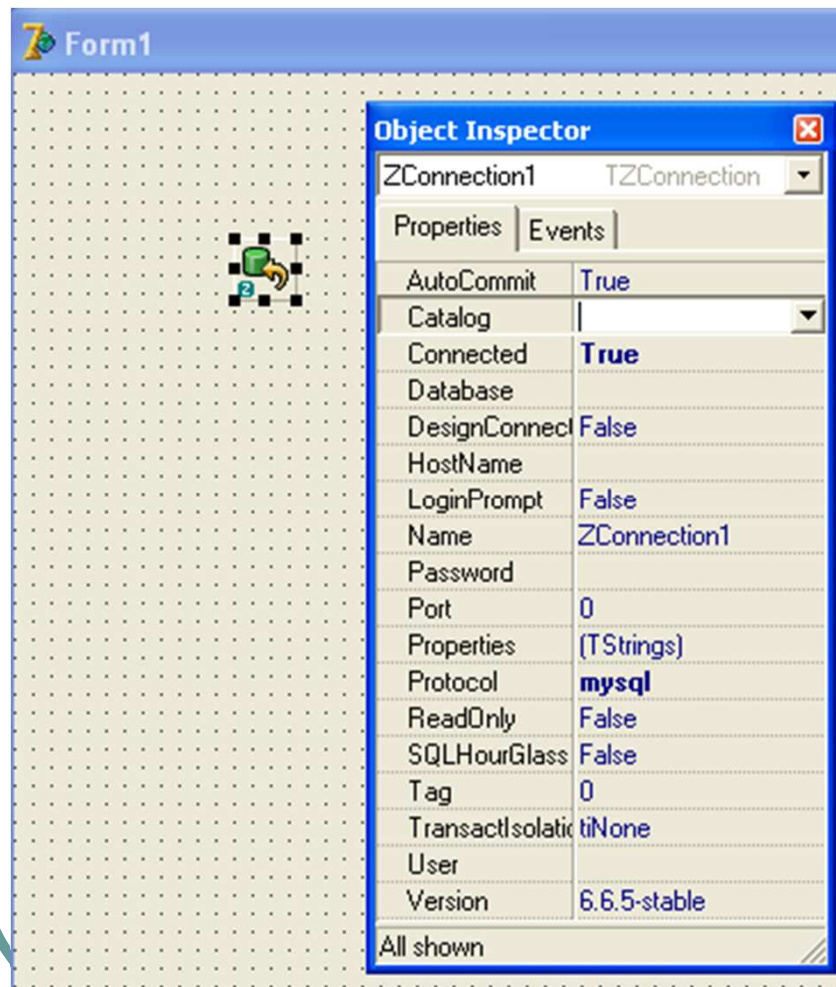 Form1
Object Inspector
ZConnection1 TZConnection
Properties Events
AutoCommit True
Catalog
Connected True
Database
DesignConnect False
HostName
LoginPrompt False
Name ZConnection1
Password
Port 0
Properties (TStrings)
Protocol mysql
ReadOnly False
SQLHourGlass False
Tag 0
TransactIsolatio tiNone
User
Version 6.6.5-stable
All shown